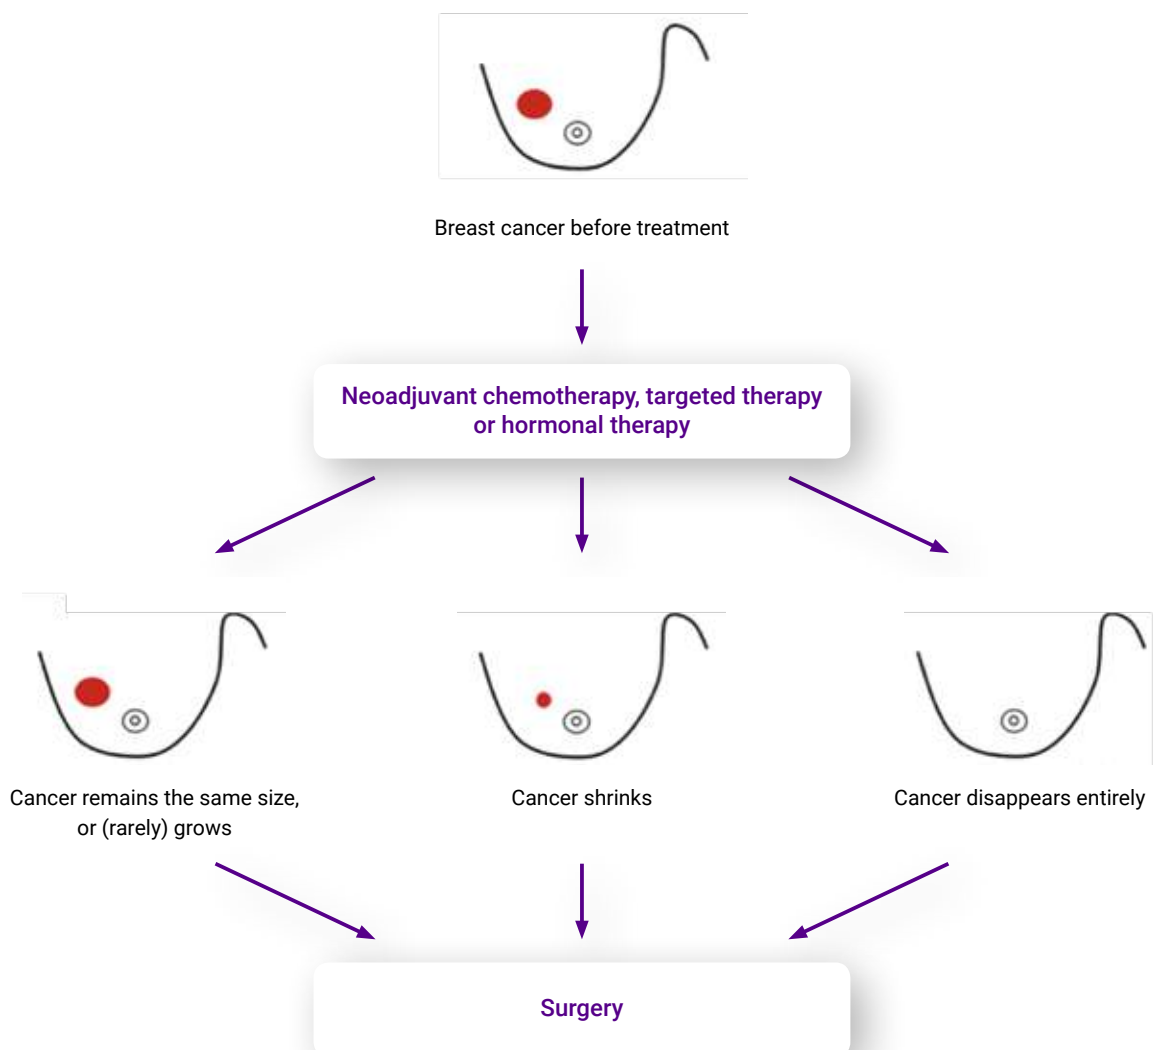 Breast cancer before treatment
Neoadjuvant chemotherapy, targeted therapy
or hormonal therapy
Cancer remains the same size,
or (rarely) grows
Cancer shrinks
Cancer disappears entirely
Surgery